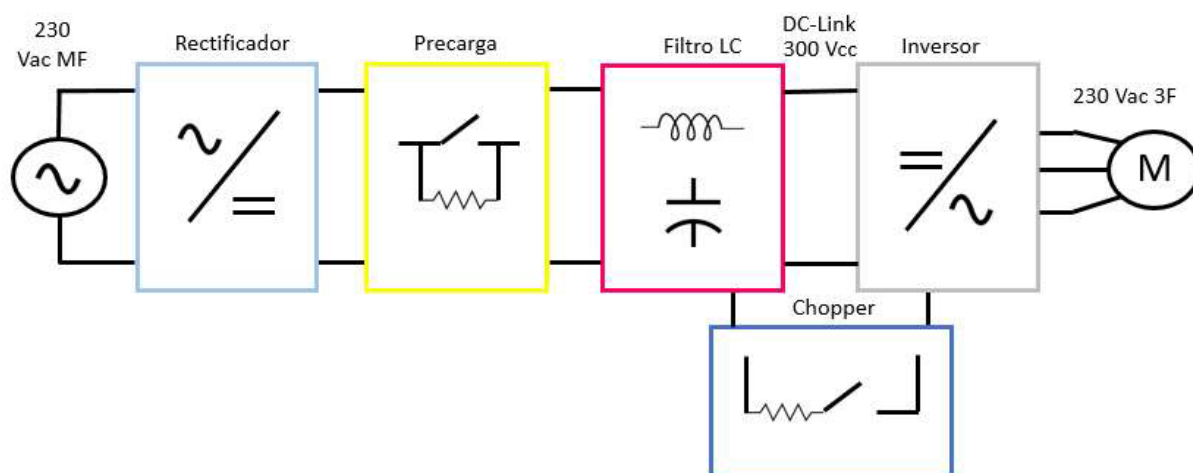 230
Vac MF
Rectificador
Precarga
Filtro LC
DC-Link
300 Vcc
Inversor
230 Vac 3F
M
Chopper